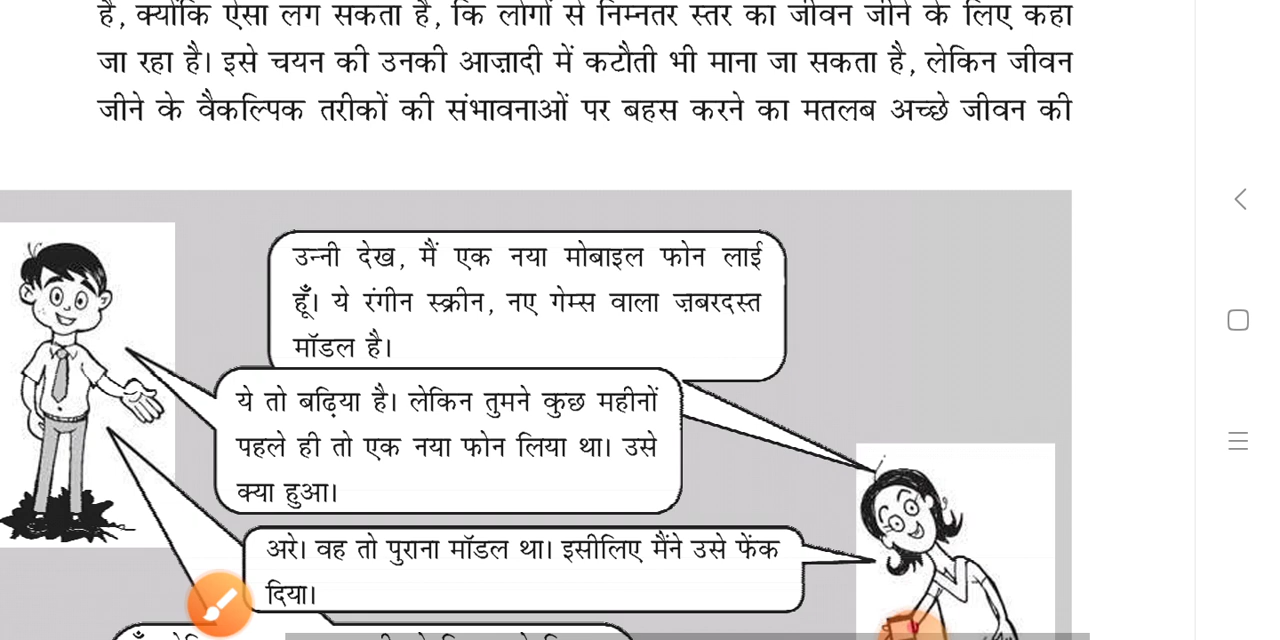 है, क्योंकि ऐसा लग सकता है, कि लोगों से निम्नतर स्तर का जीवन जीने के लिए कहा
जा रहा है। इसे चयन की उनकी आज़ादी में कटौती भी माना जा सकता है, लेकिन जीवन
जीने के वैकल्पिक तरीकों की संभावनाओं पर बहस करने का मतलब अच्छे जीवन की
उन्नी देख, मैं एक नया मोबाइल फोन लाई
हूँ। ये रंगीन स्क्रीन, नए गेम्स वाला ज़बरदस्त
मॉडल है।
ये तो बढ़िया है। लेकिन तुमने कुछ महीनों
पहले ही तो एक नया फोन लिया था। उसे
क्या हुआ।
अरे। वह तो पुराना मॉडल था। इसीलिए मैंने उसे फेंक
दिया।